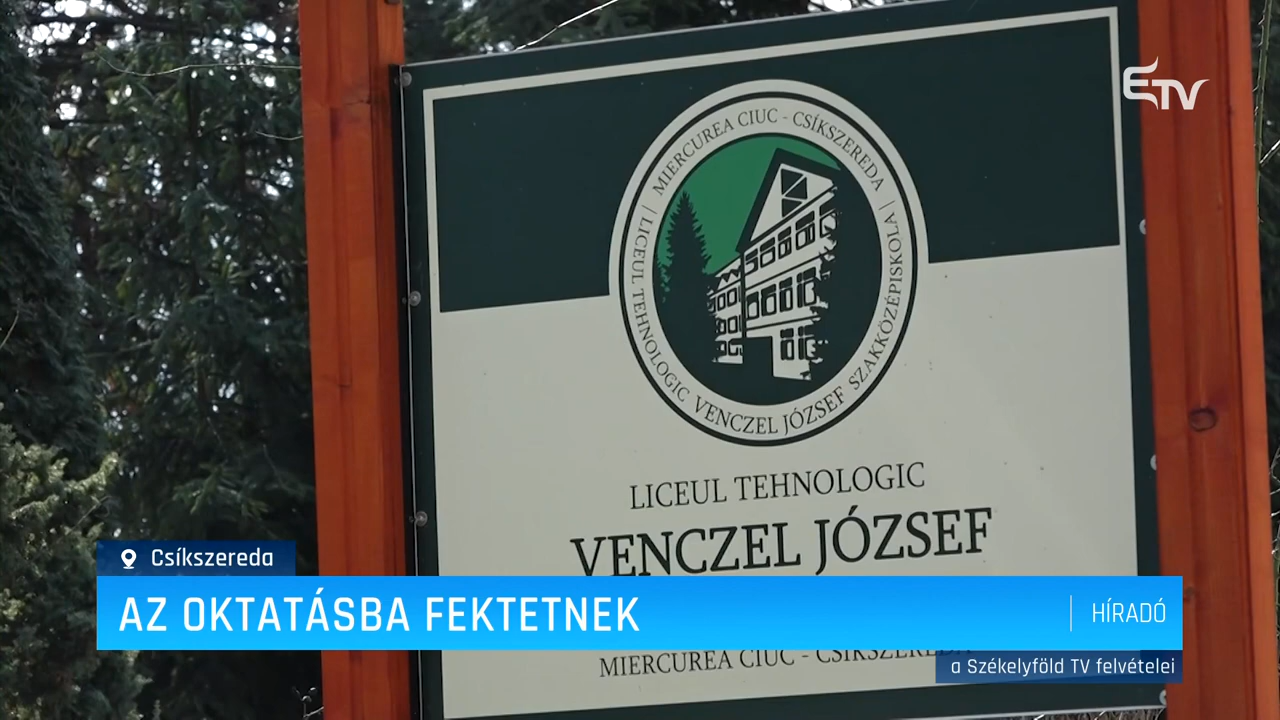 ETV
MIERCUREA CIUC - CSÍKSZEREDA
| LICEUL TEHNOLOGIC VENCZEL JÓZSEF SZAKKÖZÉPISKOLA |
LICEUL TEHNOLOGIC
VENCZEL JÓZSEF
Csíkszereda
AZ OKTATÁSBA FEKTETNEK
HÍRADÓ
MIERCUREA CIUC - CSÍKSZEREDA
a Székelyföld TV felvételei